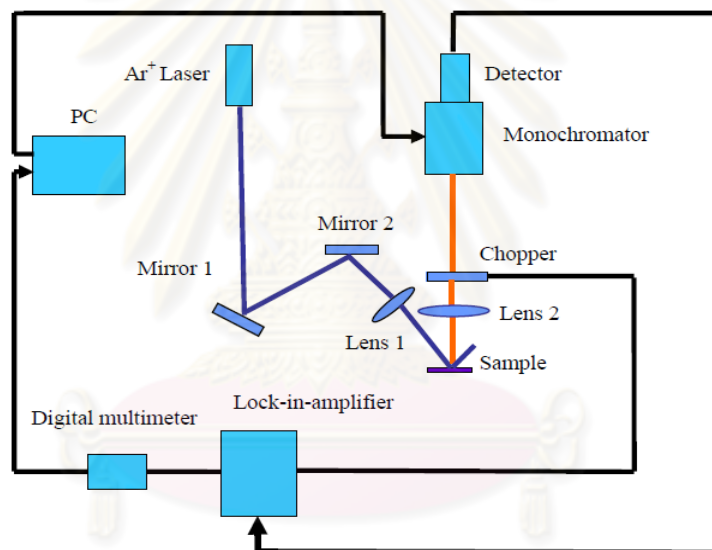 Ar+ Laser
Detector
PC
Monochromator
Mirror 2
Chopper
Mirror 1
Lens 1
Lens 2
Sample
Lock-in-amplifier
Digital multimeter